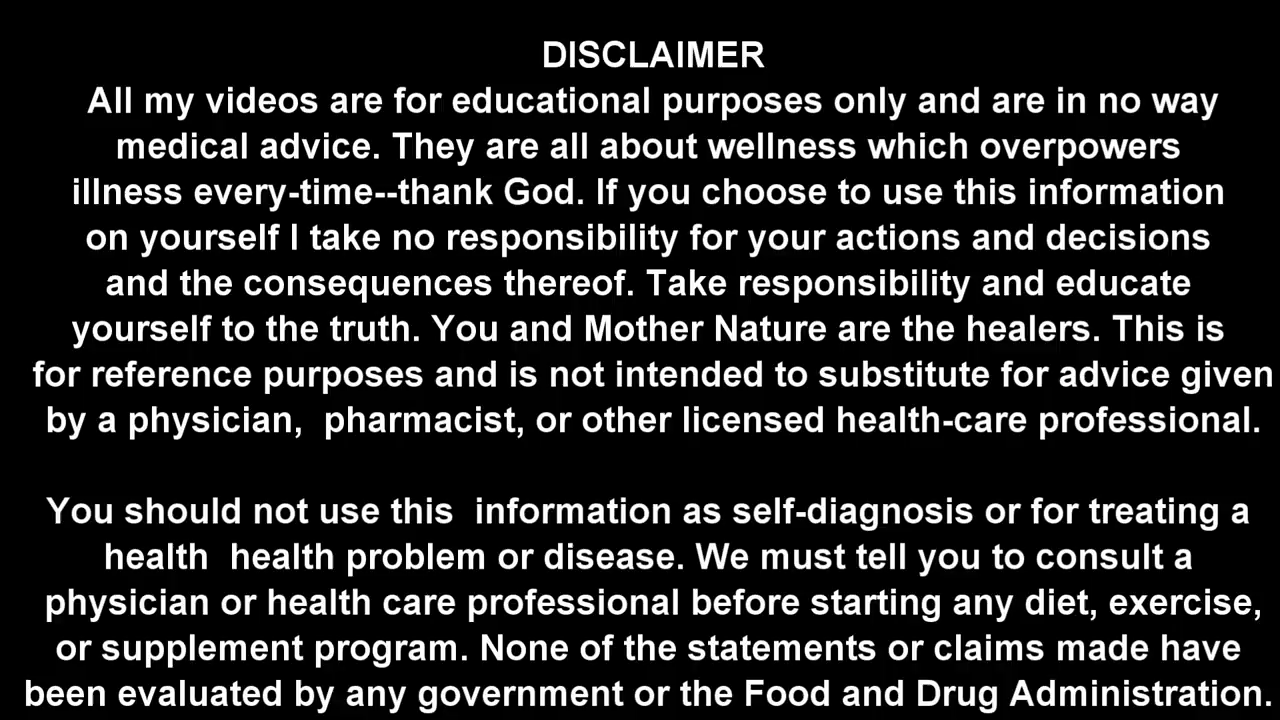 DISCLAIMER
All my videos are for educational purposes only and are in no way
medical advice. They are all about wellness which overpowers
illness every-time--thank God. If you choose to use this information
on yourself I take no responsibility for your actions and decisions
and the consequences thereof. Take responsibility and educate
yourself to the truth. You and Mother Nature are the healers. This is
for reference purposes and is not intended to substitute for advice given
by a physician,  pharmacist, or other licensed health-care professional.
You should not use this  information as self-diagnosis or for treating a
health  health problem or disease. We must tell you to consult a
physician or health care professional before starting any diet, exercise,
or supplement program. None of the statements or claims made have
been evaluated by any government or the Food and Drug Administration.